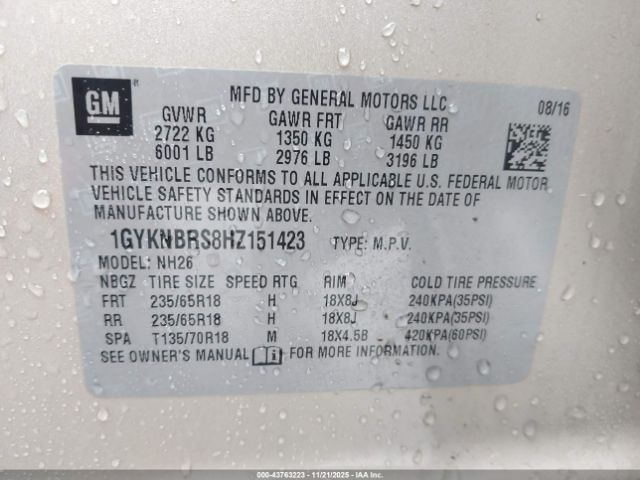 GM
MFD BY GENERAL MOTORS LLC 08/16
GVWR GAWR FRT GAWR RR
2722 KG 1350 KG 1450 KG
6001 LB 2976 LB 3196 LB
THIS VEHICLE CONFORMS TO ALL APPLICABLE U.S. FEDERAL MOTOR
VEHICLE SAFETY STANDARDS IN EFFECT ON THE DATE OF
MANUFACTURE SHOWN ABOVE.
1GYKNBRS8HZ151423 TYPE: M.P.V.
MODEL: NH26
NBGZ TIRE SIZE SPEED RTG RIM COLD TIRE PRESSURE
FRT 235/65R18 H 18X8J 240KPA(35PSI)
RR 235/65R18 H 18X8J 240KPA(35PSI)
SPA T135/70R18 M 18X4.5B 420KPA(60PSI)
SEE OWNER'S MANUAL FOR MORE INFORMATION.
000-43763223 - 11/21/2025 - IAAI.COM